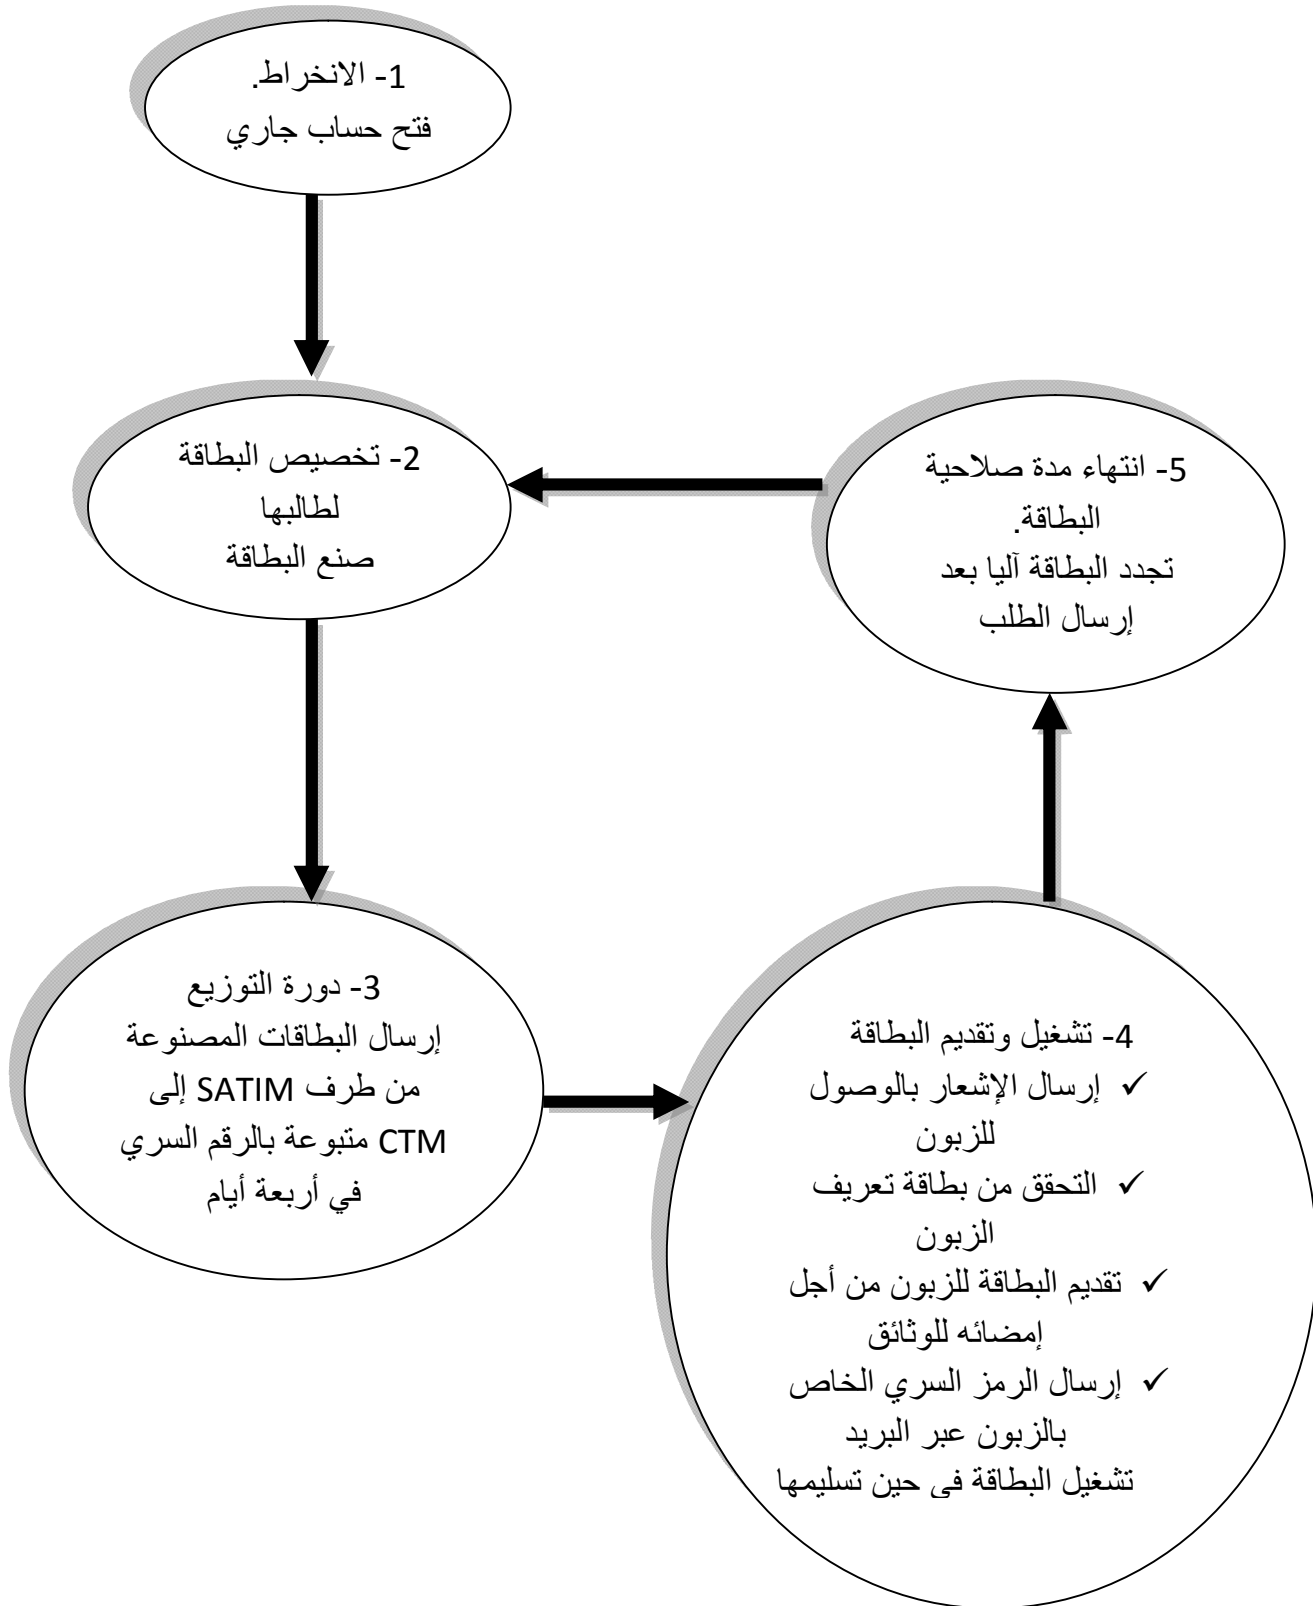 1- الانخراط.
فتح حساب جاري
2- تخصيص البطاقة
لطالبها
صنع البطاقة
3- دورة التوزيع
إرسال البطاقات المصنوعة
من طرف SATIM إلى
CTM متبوعة بالرقم السري
في أربعة أيام
4- تشغيل وتقديم البطاقة
✓ إرسال الإشعار بالوصول
للزبون
✓ التحقق من بطاقة تعريف
الزبون
✓ تقديم البطاقة للزبون من أجل
إمضائه للوثائق
✓ إرسال الرمز السري الخاص
بالزبون عبر البريد
تشغيل البطاقة في حين تسليمها
5- انتهاء مدة صلاحية
البطاقة.
تجدد البطاقة آليا بعد
إرسال الطلب